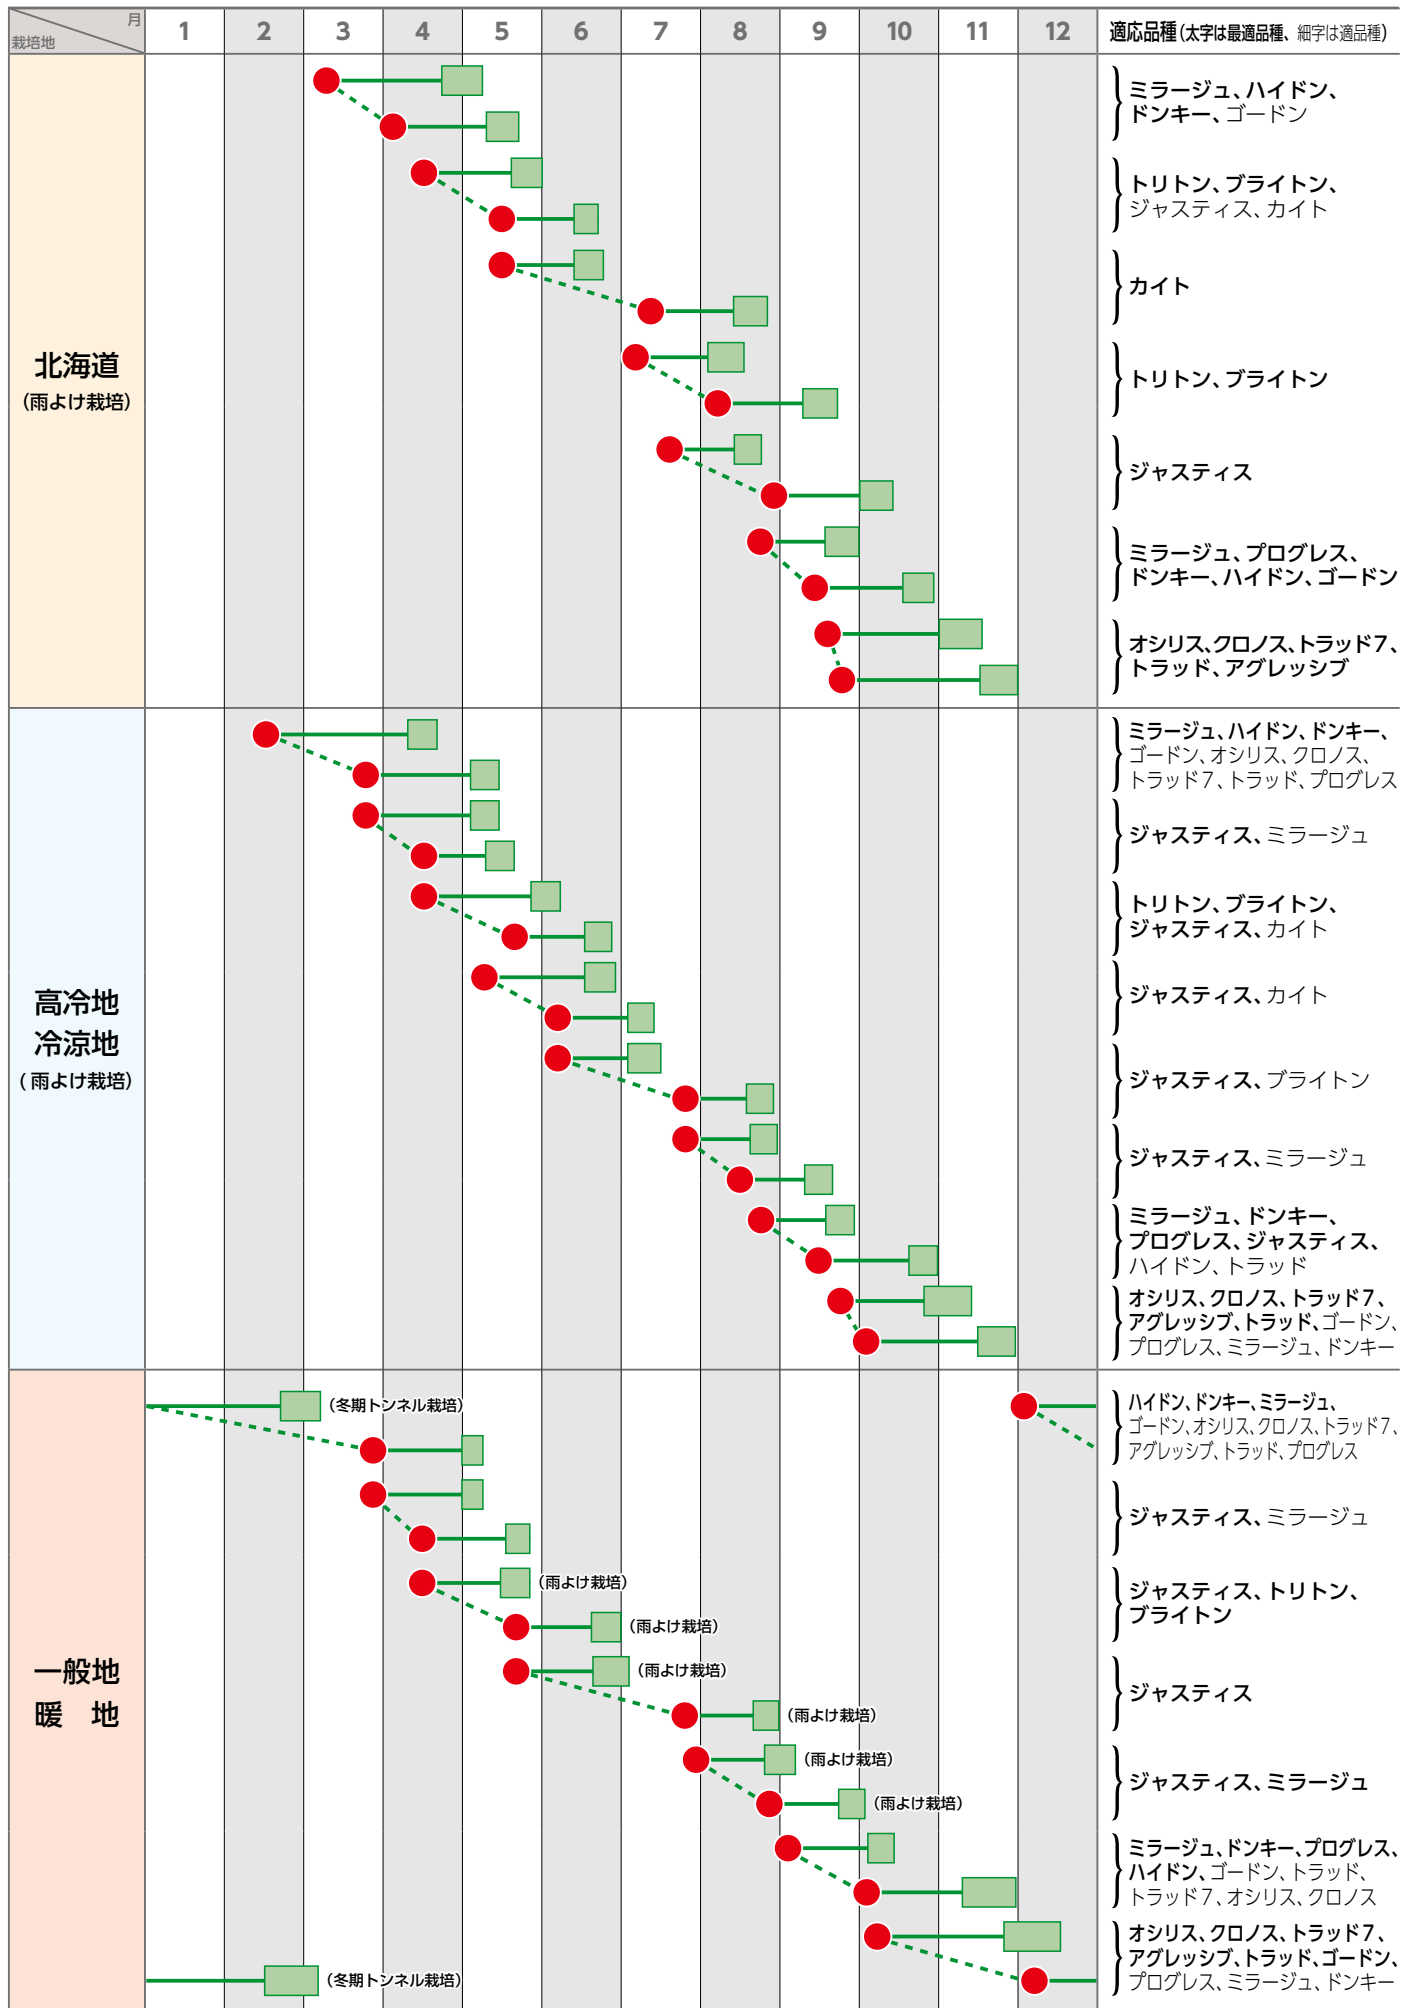 月
栽培地
1 2 3 4 5 6 7 8 9 10 11 12 適応品種(太字は最適品種、細字は適品種)
北海道
(雨よけ栽培)
ミラージュ、ハイドン、
ドンキー、ゴードン
トリトン、ブライトン、
ジャスティス、カイト
カイト
トリトン、ブライトン
ジャスティス
ミラージュ、プログレス、
ドンキー、ハイドン、ゴードン
オシリス、クロノス、トラッド7、
トラッド、アグレッシブ
高冷地
冷涼地
(雨よけ栽培)
ミラージュ、ハイドン、ドンキー、
ゴードン、オシリス、クロノス、
トラッド7、トラッド、プログレス
ジャスティス、ミラージュ
トリトン、ブライトン、
ジャスティス、カイト
ジャスティス、カイト
ジャスティス、ブライトン
ジャスティス、ミラージュ
ミラージュ、ドンキー、
プログレス、ジャスティス、
ハイドン、トラッド
オシリス、クロノス、トラッド7、
アグレッシブ、トラッド、ゴードン、
プログレス、ミラージュ、ドンキー
一般地
暖 地
(冬期トンネル栽培)
ハイドン、ドンキー、ミラージュ、
ゴードン、オシリス、クロノス、トラッド7、
アグレッシブ、トラッド、プログレス
ジャスティス、ミラージュ
(雨よけ栽培)
(雨よけ栽培)
ジャスティス、トリトン、
ブライトン
(雨よけ栽培)
(雨よけ栽培)
ジャスティス
(雨よけ栽培)
(雨よけ栽培)
ジャスティス、ミラージュ
ミラージュ、ドンキー、プログレス、
ハイドン、ゴードン、トラッド、
トラッド7、オシリス、クロノス
(冬期トンネル栽培)
オシリス、クロノス、トラッド7、
アグレッシブ、トラッド、ゴードン、
プログレス、ミラージュ、ドンキー